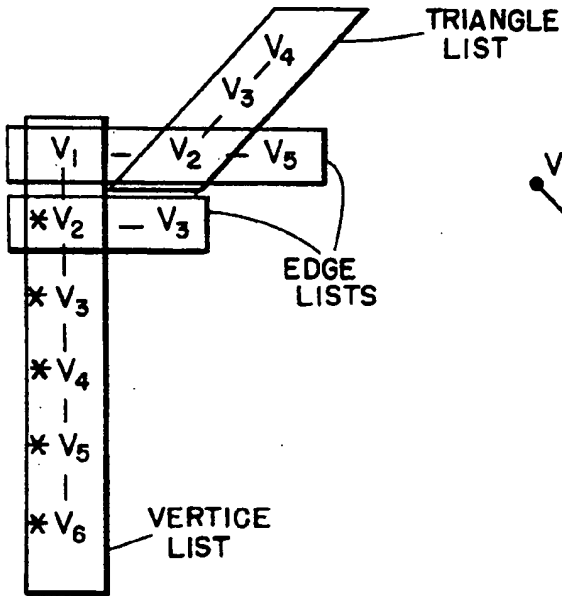 TRIANGLE
LIST
V4
V3
V1 – V2 – V5
V
* V2 – V3
EDGE
LISTS
* V3
* V4
* V5
* V6
VERTICE
LIST